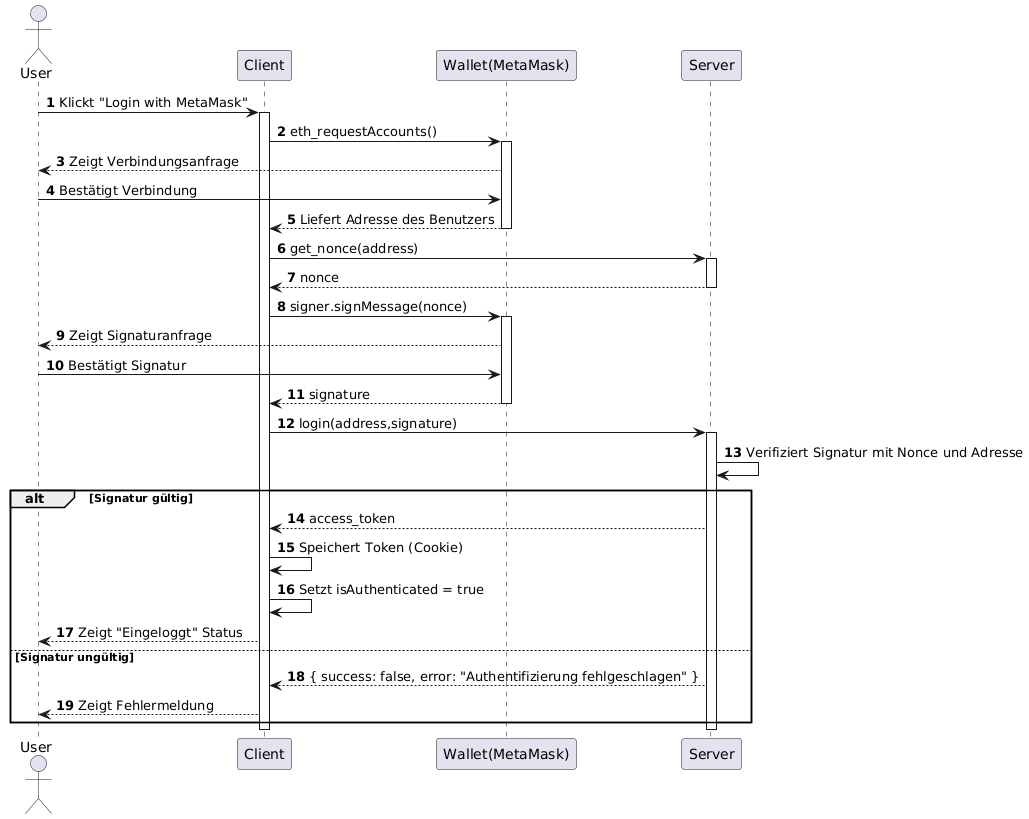 User
Client
Wallet(MetaMask)
Server
1 Klickt "Login with MetaMask"
2 eth_requestAccounts()
3 Zeigt Verbindungsanfrage
4 Bestätigt Verbindung
5 Liefert Adresse des Benutzers
6 get_nonce(address)
7 nonce
8 signer.signMessage(nonce)
9 Zeigt Signaturanfrage
10 Bestätigt Signatur
11 signature
12 login(address,signature)
13 Verifiziert Signatur mit Nonce und Adresse
alt [Signatur gültig]
14 access_token
15 Speichert Token (Cookie)
16 Setzt isAuthenticated = true
17 Zeigt "Eingeloggt" Status
[Signatur ungültig]
18 { success: false, error: "Authentifizierung fehlgeschlagen" }
19 Zeigt Fehlermeldung
User
Client
Wallet(MetaMask)
Server